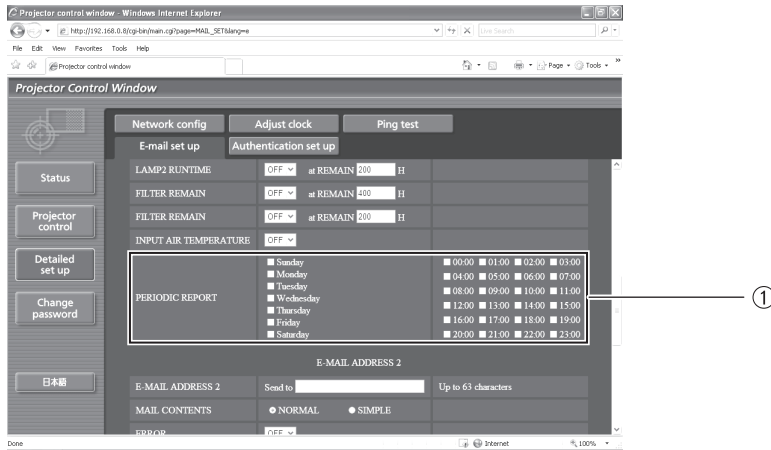 Projector control window - Windows Internet Explorer
http://192.168.0.8/cgi-bin/main.cgi?page=MAIL_SET&lang=e
Live Search
File Edit View Favorites Tools Help
Projector control window
Page Tools »
Projector Control Window
Network config Adjust clock Ping test
E-mail set up Authentication set up
Status
Projector control
Detailed set up
Change password
日本語
LAMP2 RUNTIME OFF at REMAIN 200 H
FILTER REMAIN OFF at REMAIN 400 H
FILTER REMAIN OFF at REMAIN 200 H
INPUT AIR TEMPERATURE OFF
PERIODIC REPORT
Sunday
Monday
Tuesday
Wednesday
Thursday
Friday
Saturday
00:00 01:00 02:00 03:00
04:00 05:00 06:00 07:00
08:00 09:00 10:00 11:00
12:00 13:00 14:00 15:00
16:00 17:00 18:00 19:00
20:00 21:00 22:00 23:00
①
E-MAIL ADDRESS 2
E-MAIL ADDRESS 2 Send to Up to 63 characters
MAIL CONTENTS NORMAL SIMPLE
ERROR OFF
Done Internet 100%